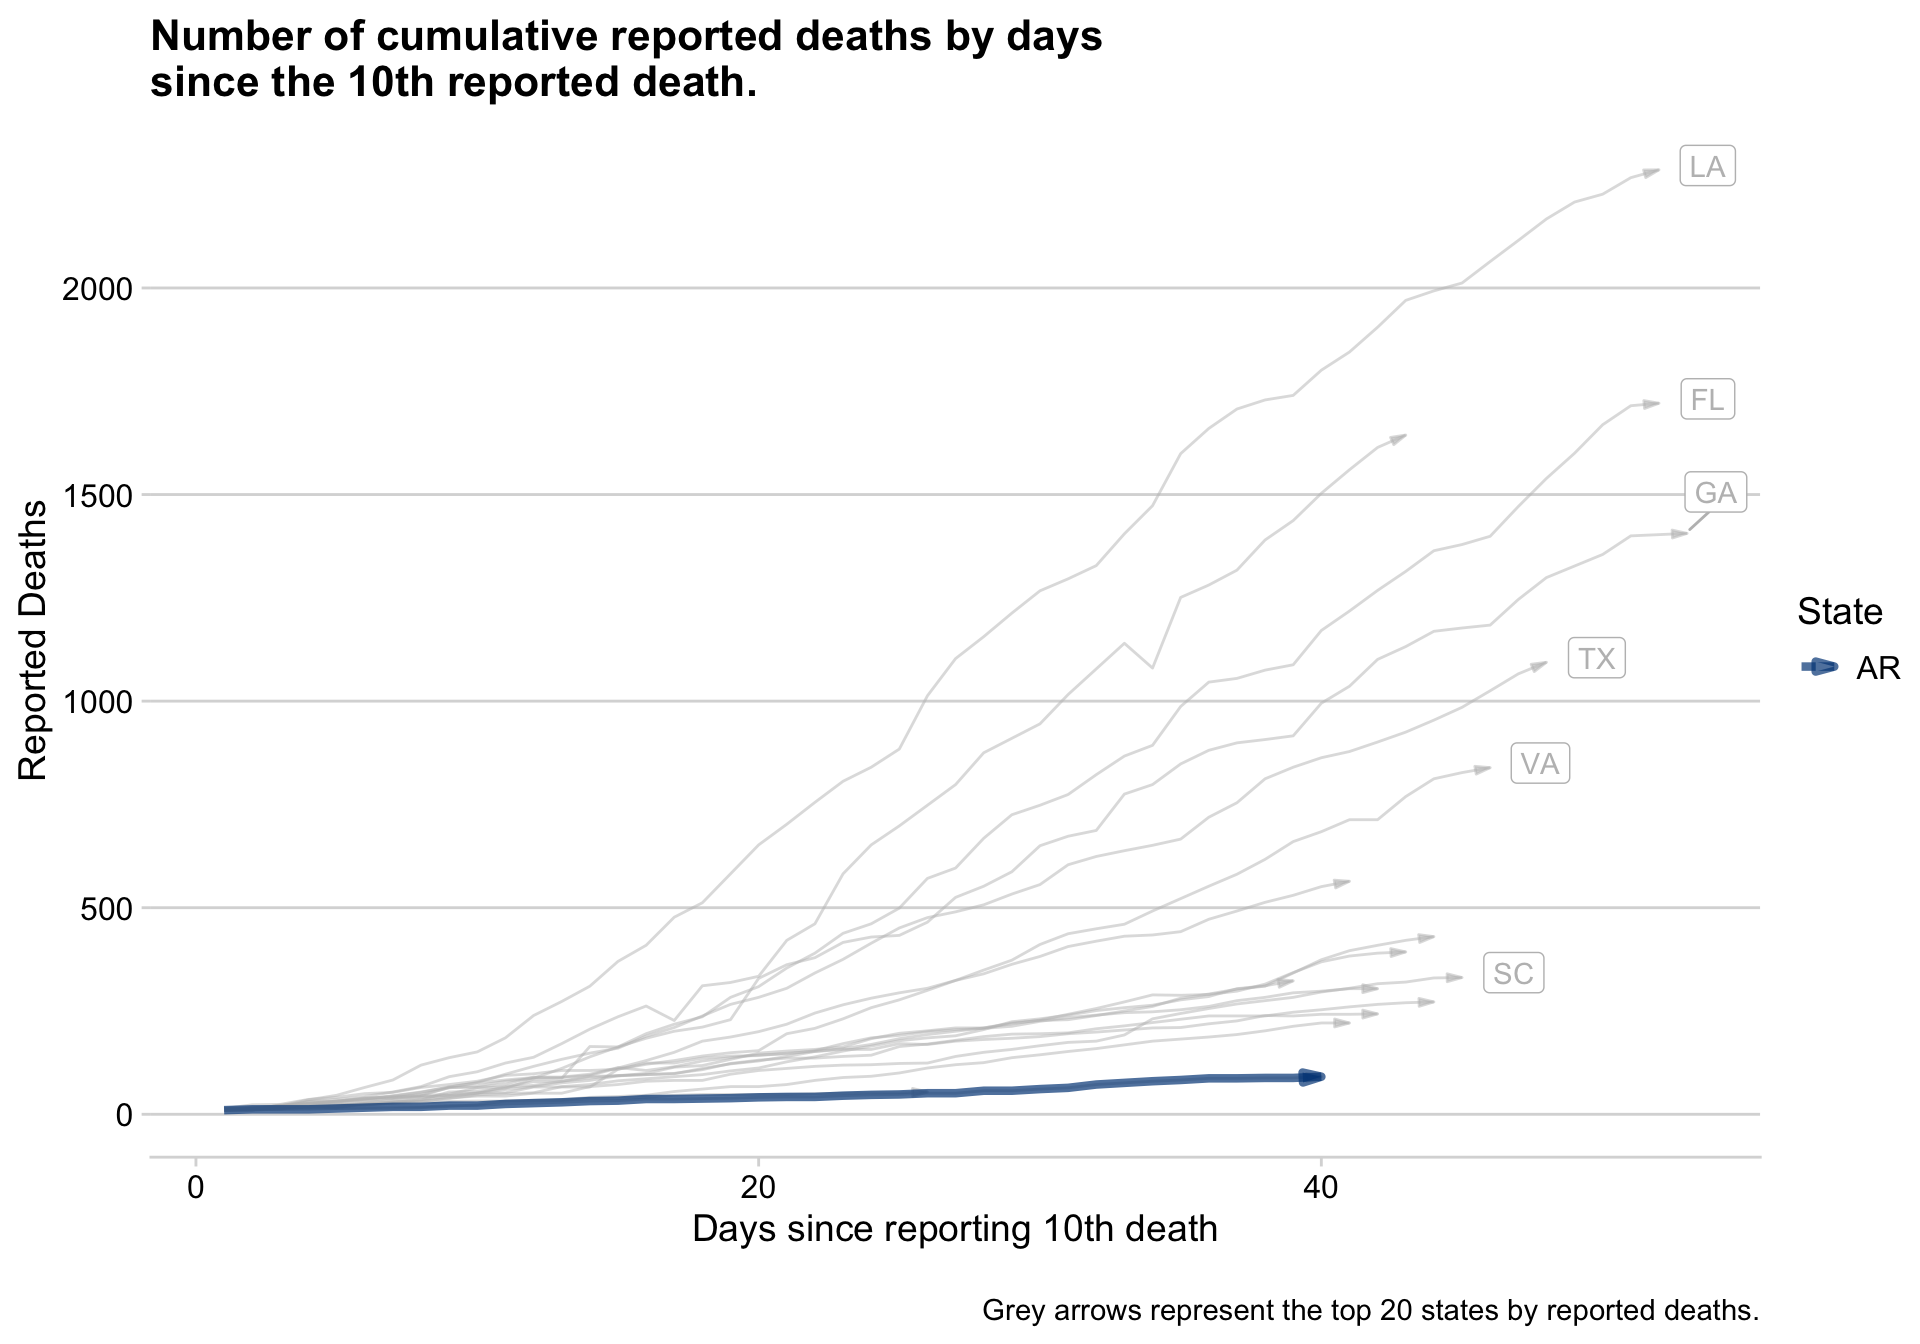 Number of cumulative reported deaths by days
since the 10th reported death.
LA
2000
FL
1500
GA
Reported Deaths
State
AR
TX
1000
VA
500
SC
0
0 20 40
Days since reporting 10th death
Grey arrows represent the top 20 states by reported deaths.